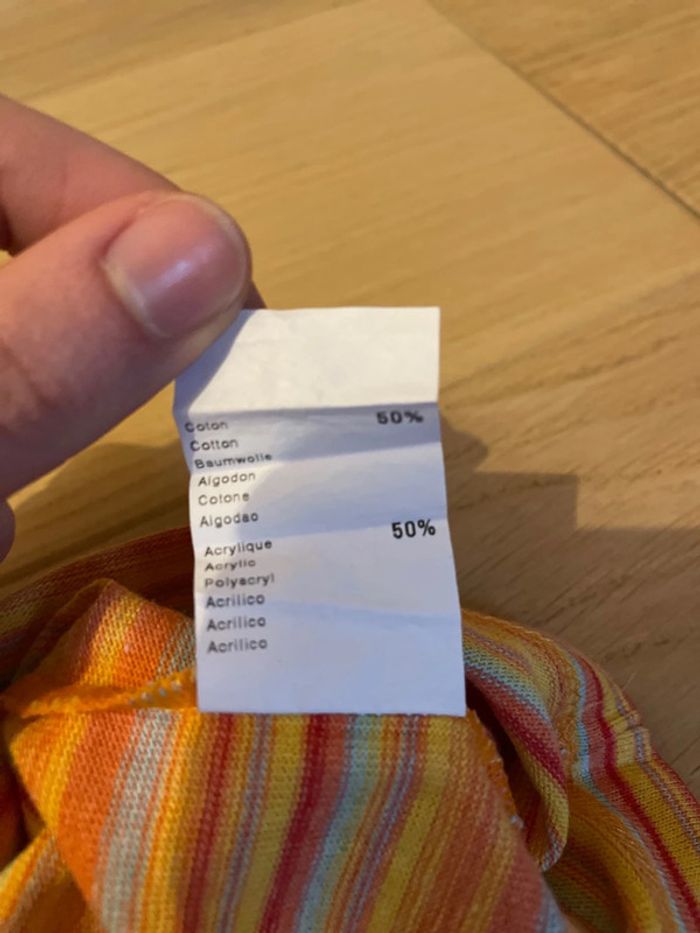 Coton 50%
Cotton
Baumwolle
Algodon
Cotone
Algodao
Acrylique 50%
Acrylic
Polyacryl
Acrilico
Acrilico
Acrilico